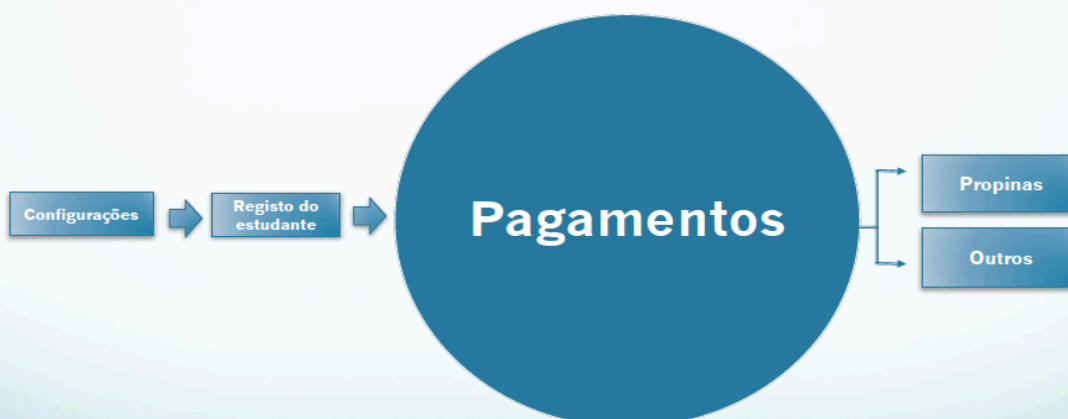 Configurações
Registo do
estudante
Pagamentos
Propinas
Outros